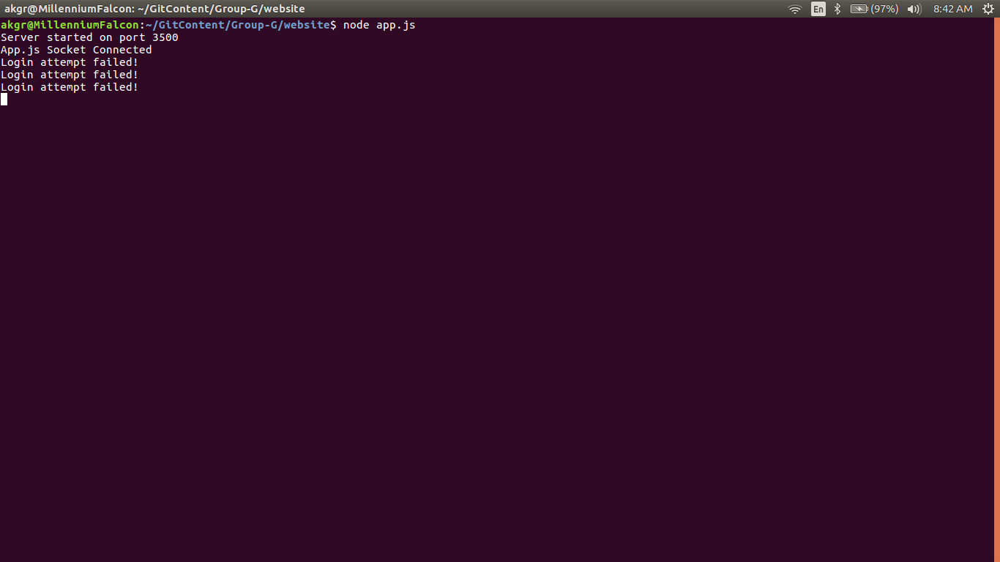 akgr@MillenniumFalcon: ~/GitContent/Group-G/website En (97%) 8:42 AM
akgr@MillenniumFalcon:~/GitContent/Group-G/website$ node app.js
Server started on port 3500
App.js Socket Connected
Login attempt failed!
Login attempt failed!
Login attempt failed!